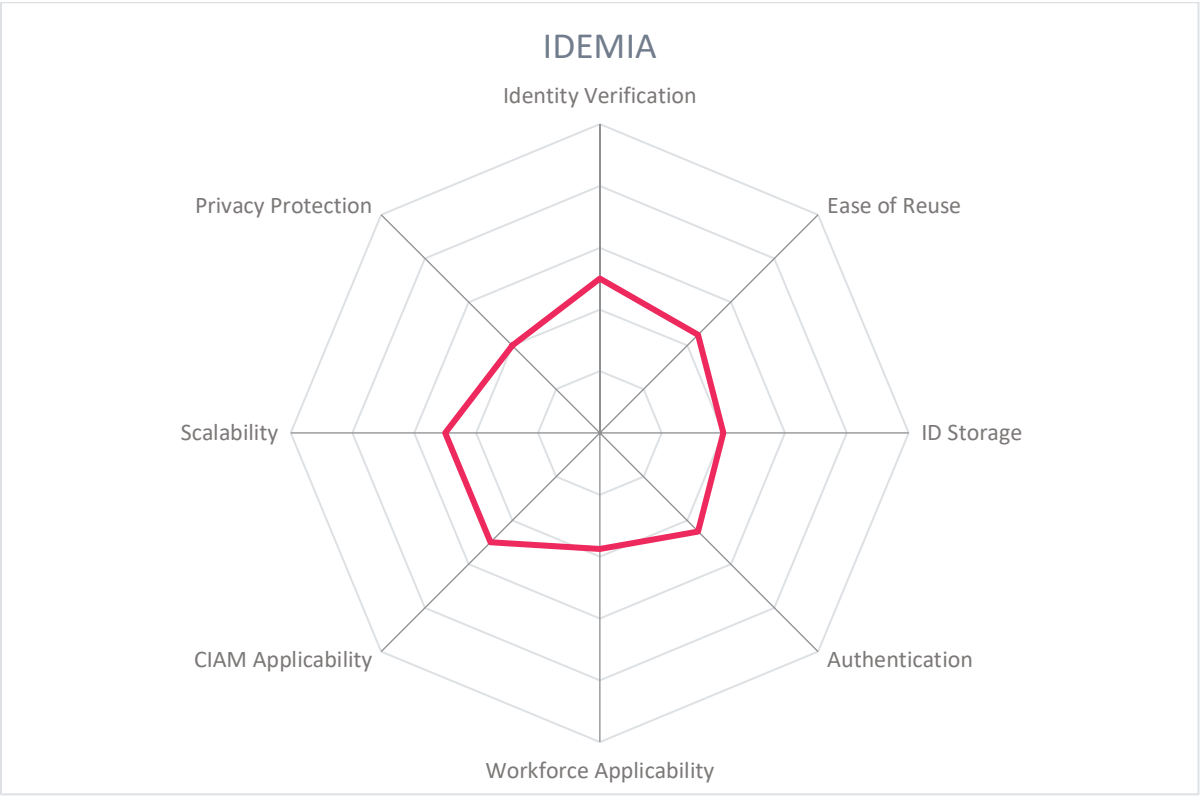 IDEMIA
Identity Verification
Privacy Protection
Ease of Reuse
Scalability
ID Storage
CIAM Applicability
Authentication
Workforce Applicability